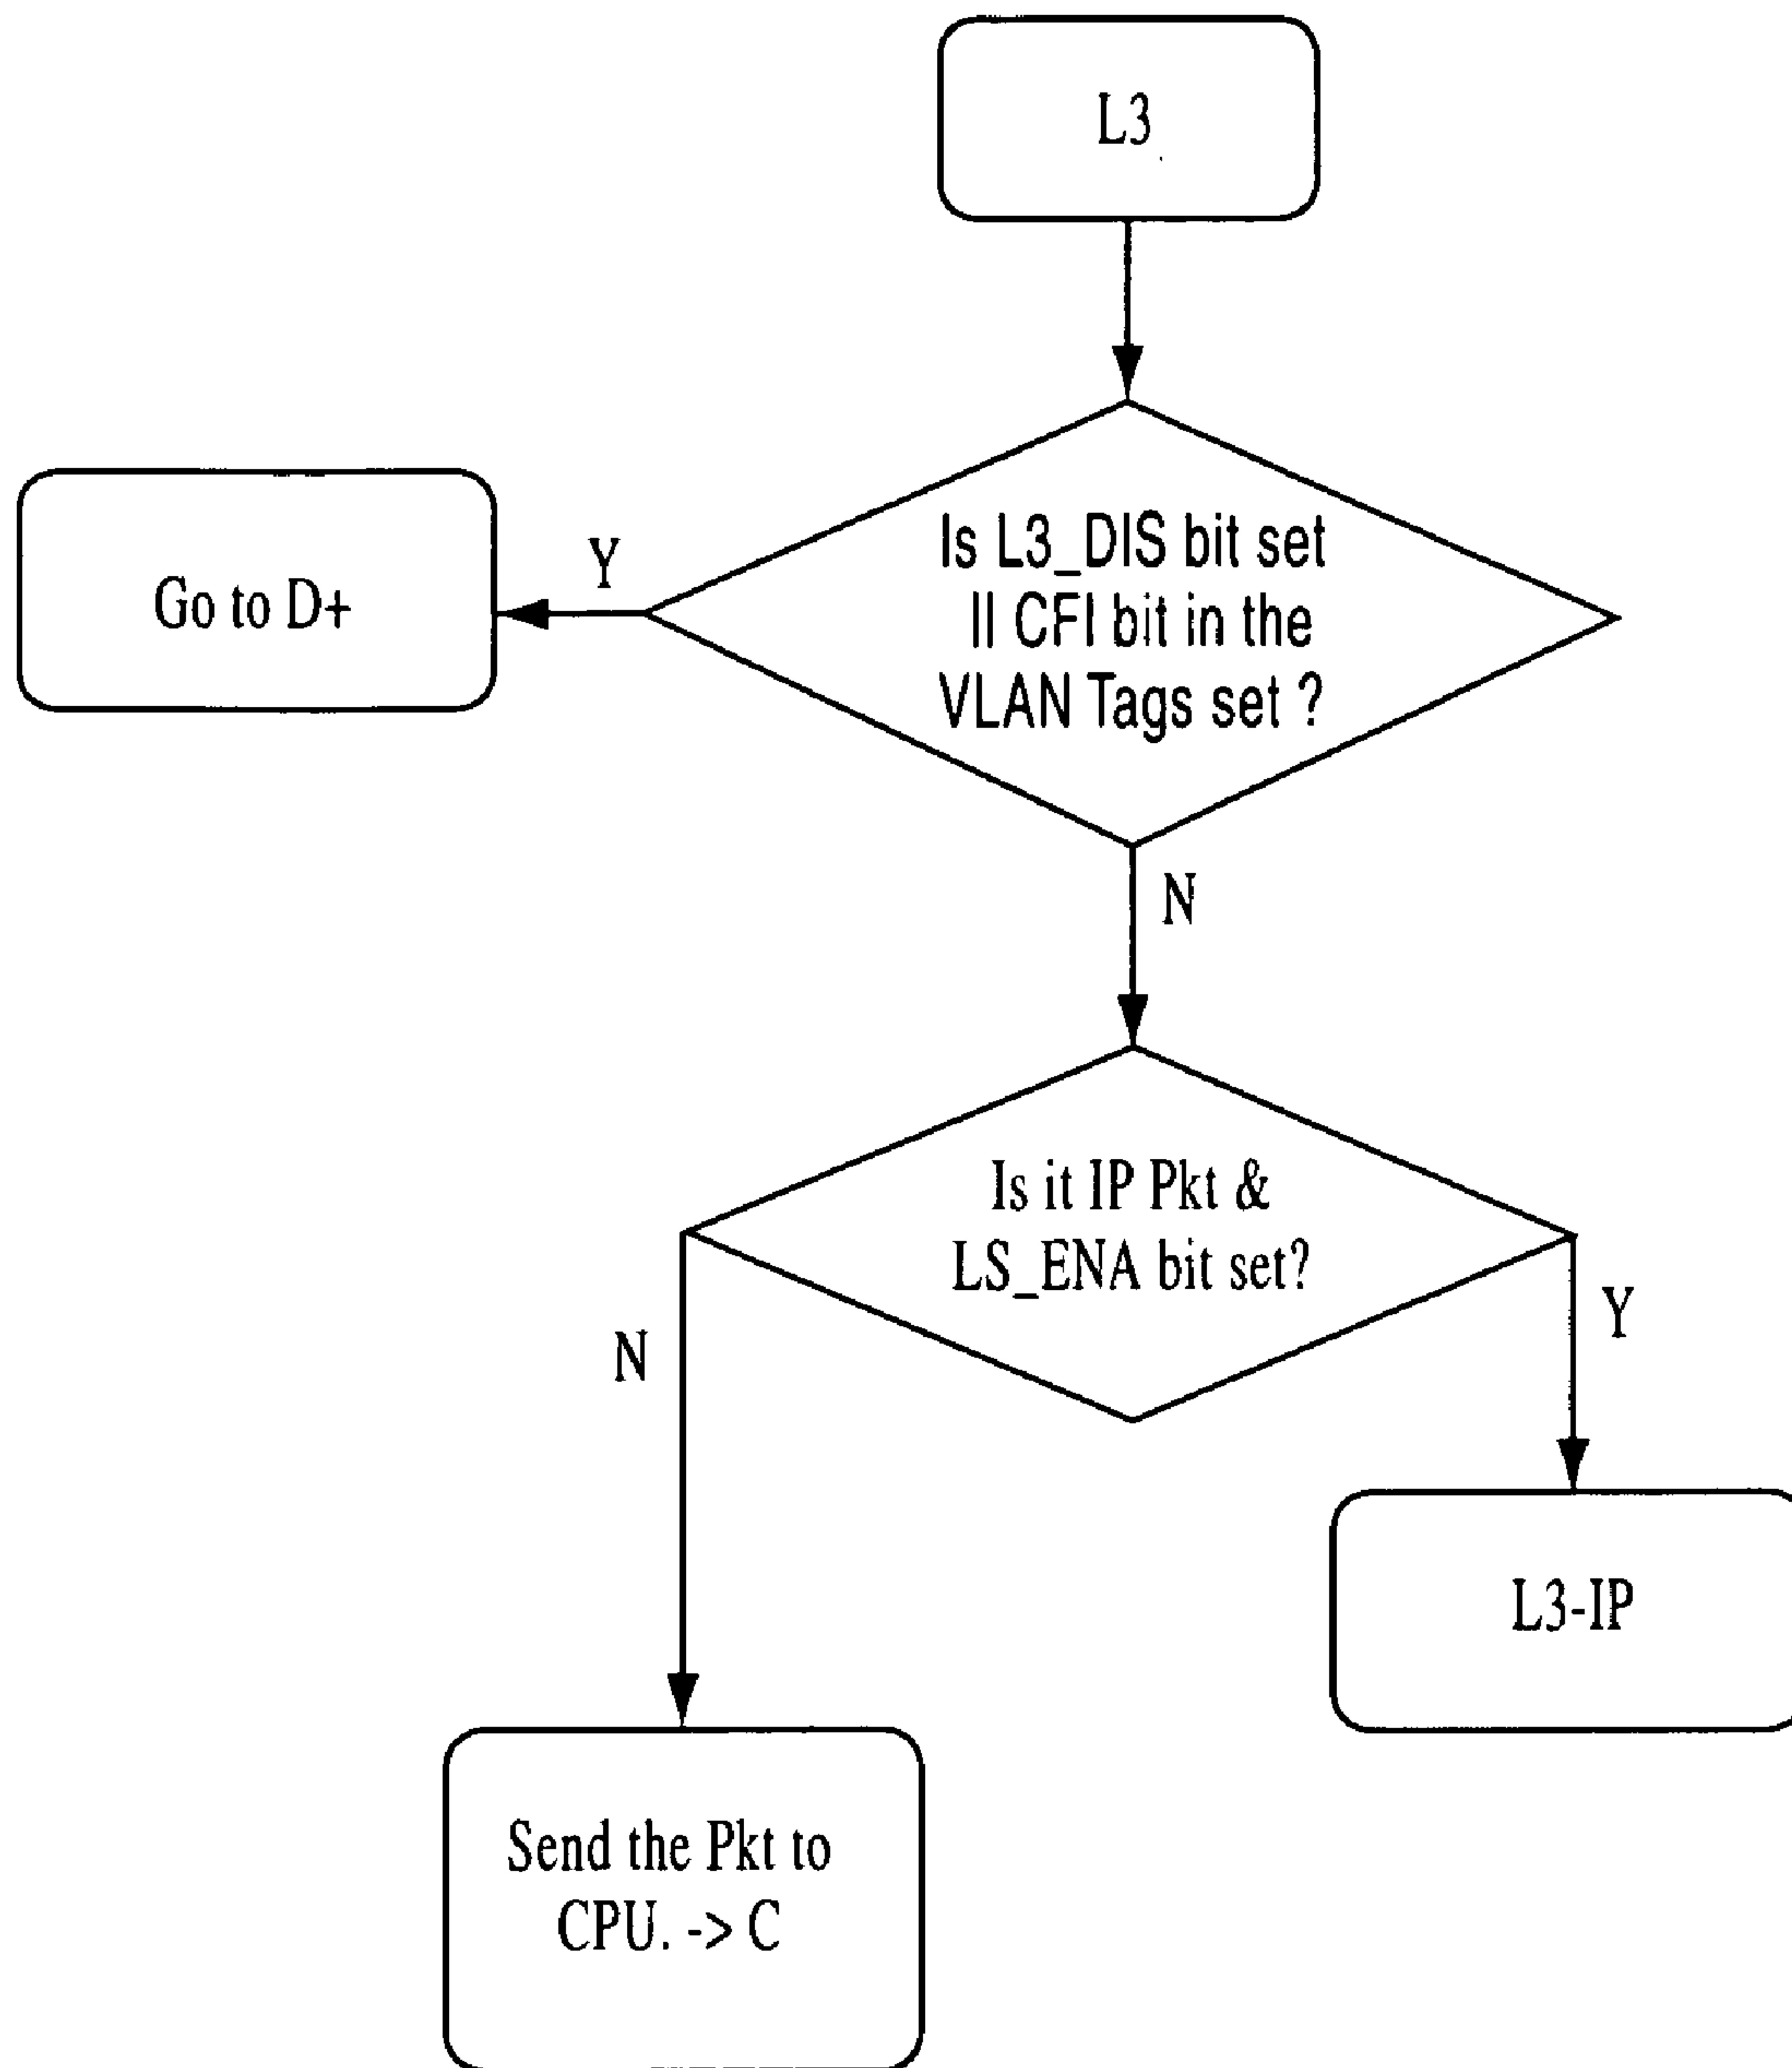 L3
Is L3_DIS bit set
|| CFI bit in the
VLAN Tags set ?
Y
Go to D+
N
Is it IP Pkt &
LS_ENA bit set?
N
Y
L3-IP
Send the Pkt to
CPU. -> C